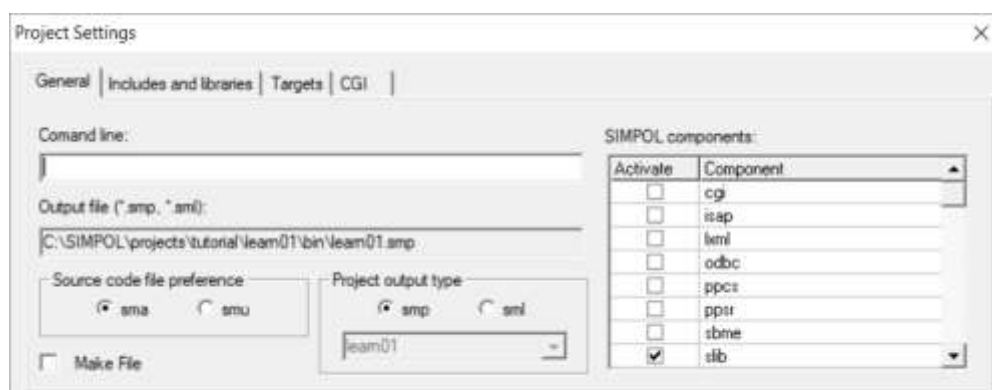 Project Settings
General
Includes and libraries
Targets
CGI
Comand line:
Output file (*.smp, *.sml):
C:\SIMPOL\projects\tutorial\learn01\bin\learn01.smp
Source code file preference
sma
smu
Project output type
smp
sml
learn01
Make File
SIMPOL components:
Activate
Component
cgi
isap
lxml
odbc
ppcs
ppsr
sbme
slib